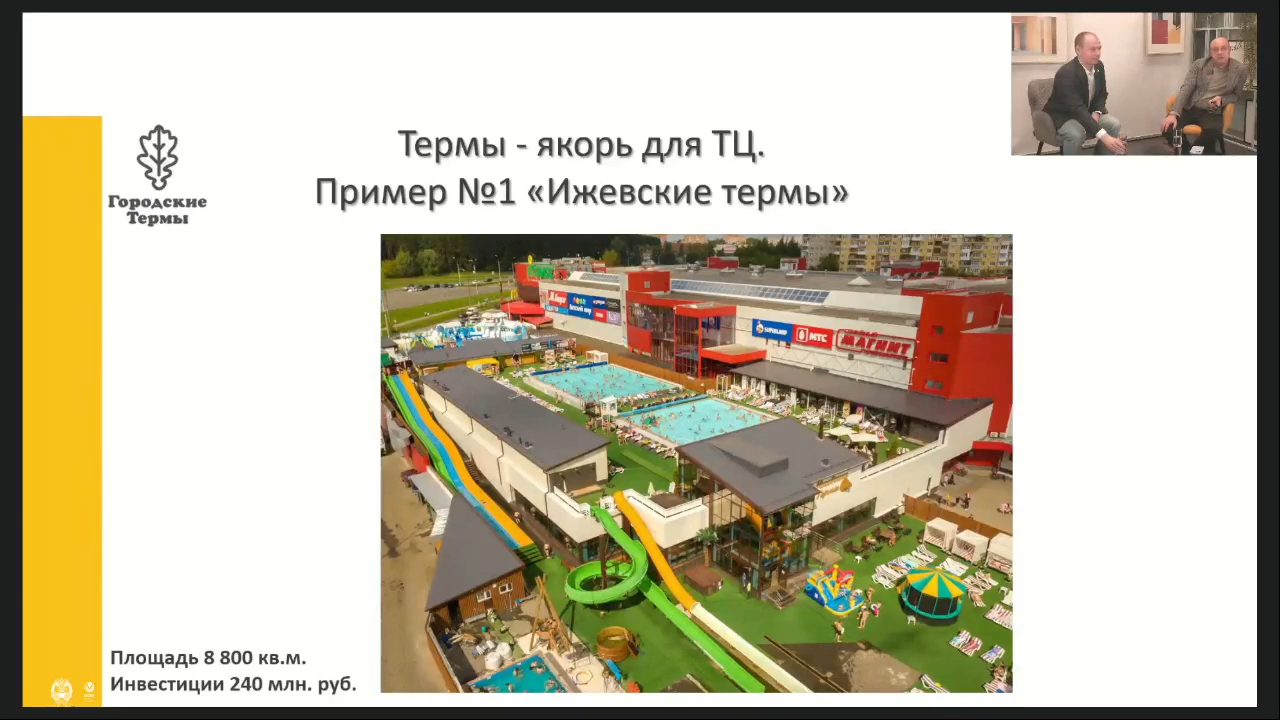 Термы - якорь для ТЦ.
Пример №1 «Ижевские термы»
Городские
Термы
SUPERLAND
МТС
МАГНИТ
Площадь 8 800 кв.м.
Инвестиции 240 млн. руб.